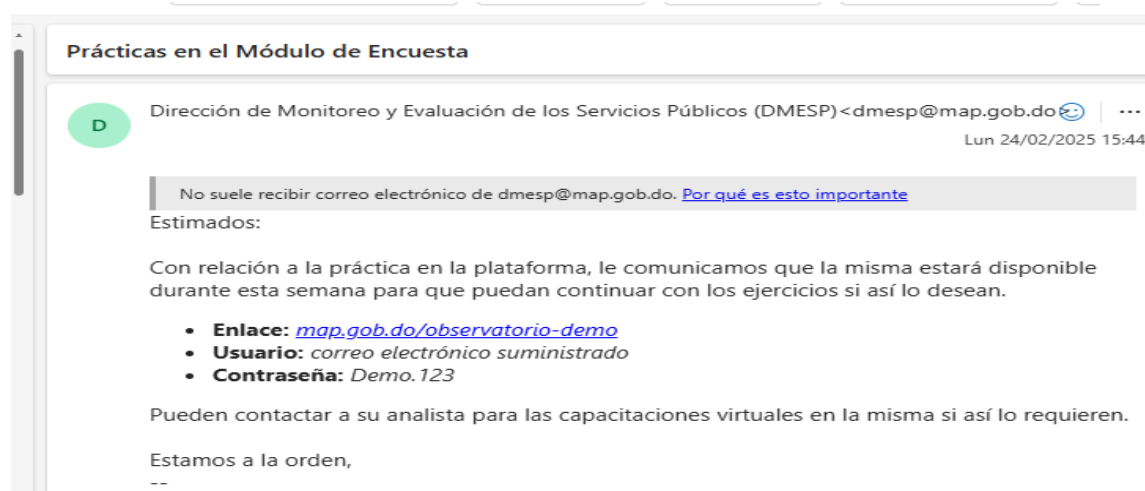 Prácticas en el Módulo de Encuesta
D
Dirección de Monitoreo y Evaluación de los Servicios Públicos (DMESP)<dmesp@map.gob.do
Lun 24/02/2025 15:44
No suele recibir correo electrónico de dmesp@map.gob.do. Por qué es esto importante
Estimados:
Con relación a la práctica en la plataforma, le comunicamos que la misma estará disponible
durante esta semana para que puedan continuar con los ejercicios si así lo desean.
• Enlace: map.gob.do/observatorio-demo
• Usuario: correo electrónico suministrado
• Contraseña: Demo.123
Pueden contactar a su analista para las capacitaciones virtuales en la misma si así lo requieren.
Estamos a la orden,
--